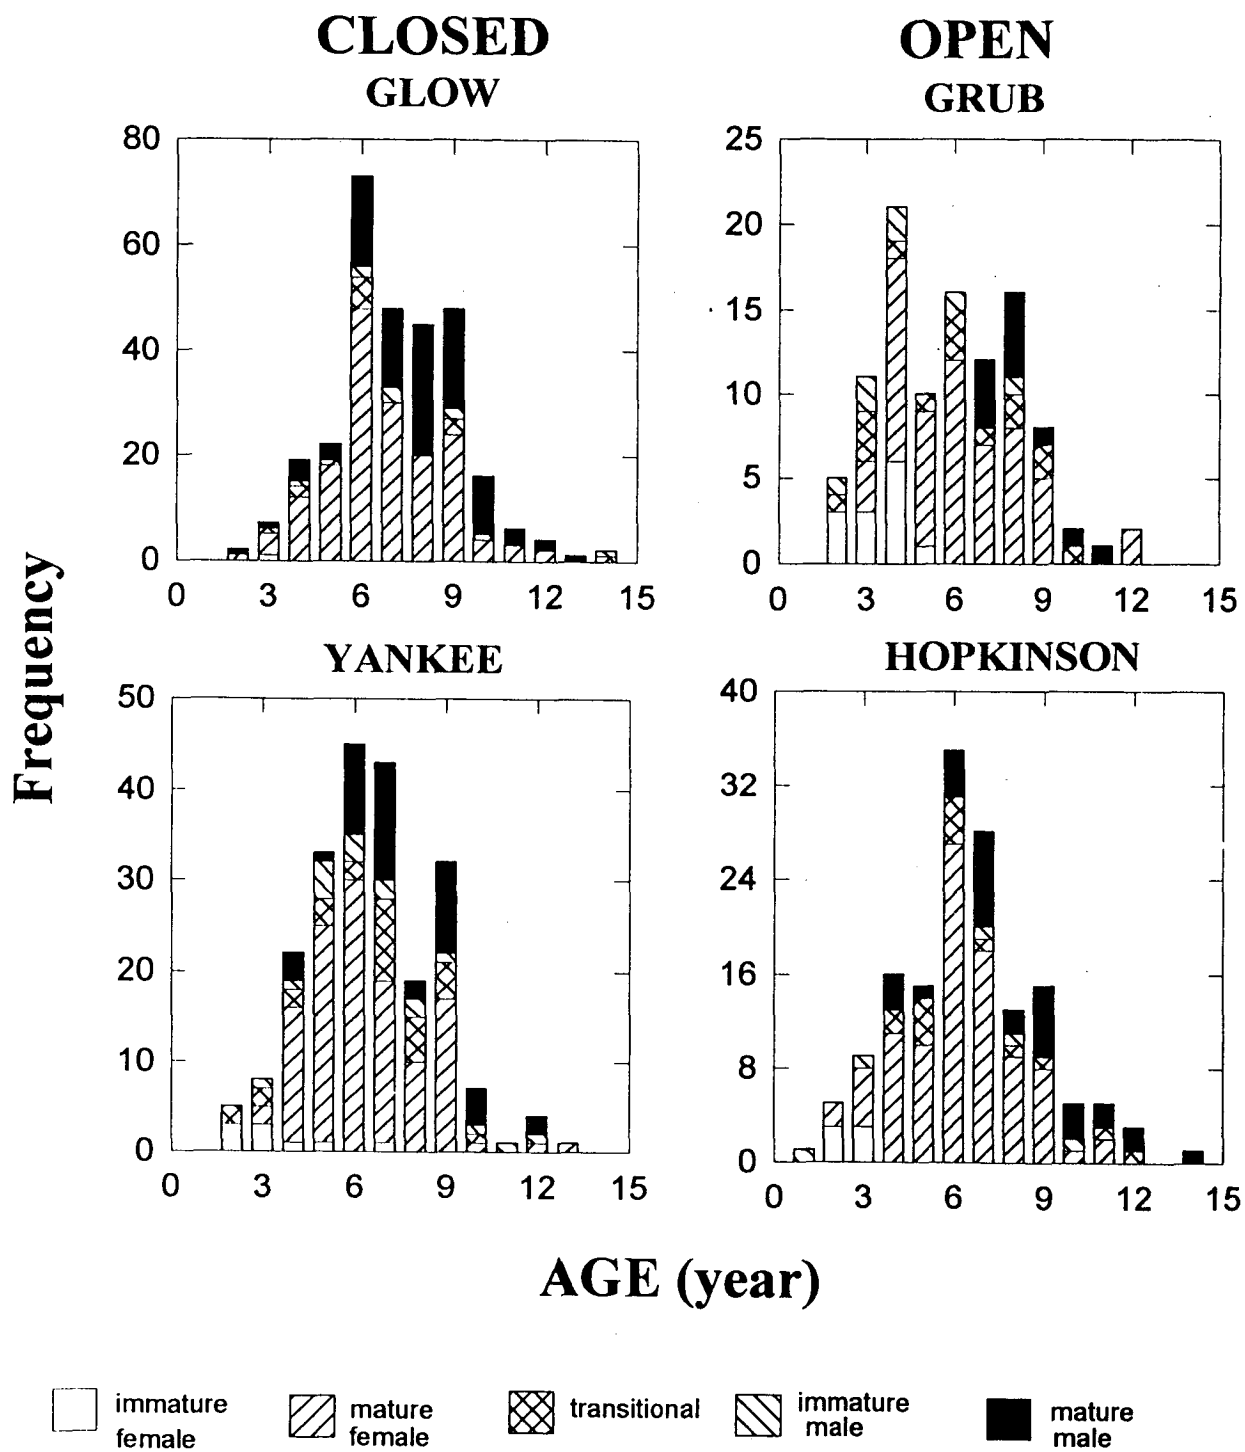 CLOSED
GLOW
80
60
40
20
0
0 3 6 9 12 15
OPEN
GRUB
25
20
15
10
5
0
0 3 6 9 12 15
Frequency
YANKEE
50
40
30
20
10
0
0 3 6 9 12 15
HOPKINSON
40
32
24
16
8
0
0 3 6 9 12 15
AGE (year)
immature
female
mature
female
transitional
immature
male
mature
male